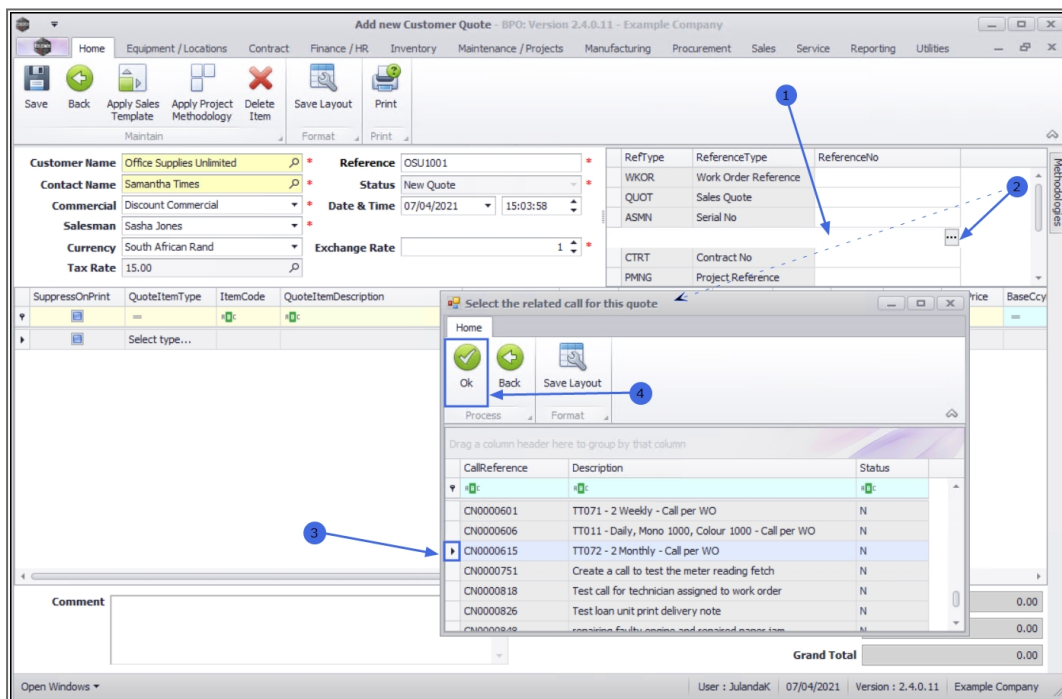 Add new Customer Quote - BPO: Version 2.4.0.11 - Example Company
Home Equipment / Locations Contract Finance / HR Inventory Maintenance / Projects Manufacturing Procurement Sales Service Reporting Utilities
Save Back Apply Sales Template Apply Project Methodology Delete Item Save Layout Print
Maintain Format Print
1
Customer Name Office Supplies Unlimited * Reference OSU1001 *
Contact Name Samantha Times * Status New Quote *
Commercial Discount Commercial * Date & Time 07/04/2021 15:03:58
Salesman Sasha Jones *
Currency South African Rand Exchange Rate 1 *
Tax Rate 15.00
RefType ReferenceType ReferenceNo
WKOR Work Order Reference
QUOT Sales Quote
ASMN Serial No
CTRT Contract No
PMNG Project Reference
2
Methodologies
SuppressOnPrint QuoteItemType ItemCode QuoteItemDescription Price BaseCcy
Select type...
Select the related call for this quote
Home
Ok Back Save Layout
4
Process Format
Drag a column header here to group by that column
CallReference Description Status
CN0000601 TT071 - 2 Weekly - Call per WO N
CN0000606 TT011 - Daily, Mono 1000, Colour 1000 - Call per WO N
3
CN0000615 TT072 - 2 Monthly - Call per WO N
CN0000751 Create a call to test the meter reading fetch N
CN0000818 Test call for technician assigned to work order N
CN0000826 Test loan unit print delivery note N
CN0000848 repairing faulty engine and repaired paper jam N
Comment
0.00
0.00
Grand Total 0.00
Open Windows User : JulandaK 07/04/2021 Version : 2.4.0.11 Example Company